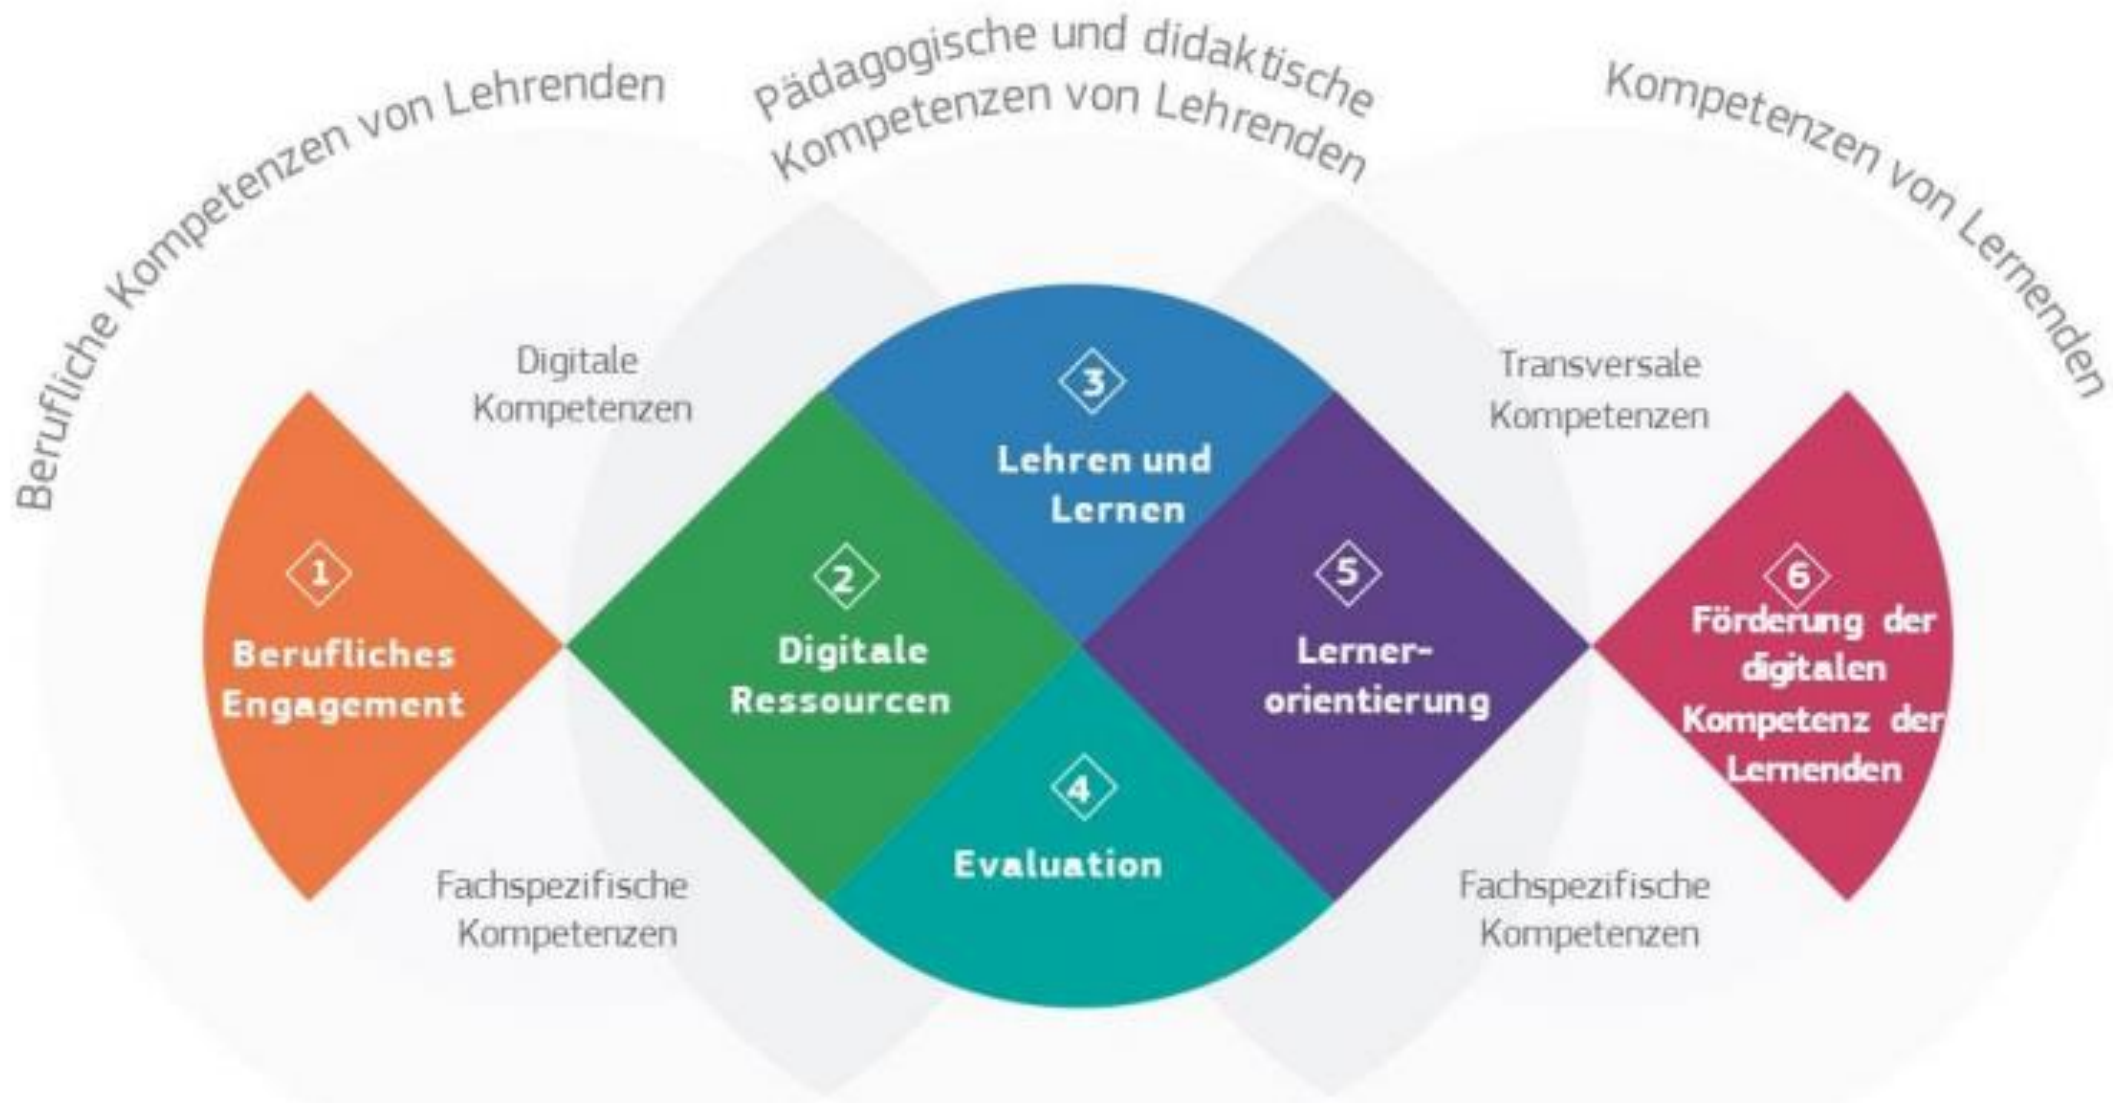 Berufliche Kompetenzen von Lehrenden
Pädagogische und didaktische
Kompetenzen von Lehrenden
Kompetenzen von Lernenden
Digitale
Kompetenzen
Transversale
Kompetenzen
1
Berufliches
Engagement
2
Digitale
Ressourcen
3
Lehren und
Lernen
4
Evaluation
5
Lerner-
orientierung
6
Förderung der
digitalen
Kompetenz der
Lernenden
Fachspezifische
Kompetenzen
Fachspezifische
Kompetenzen